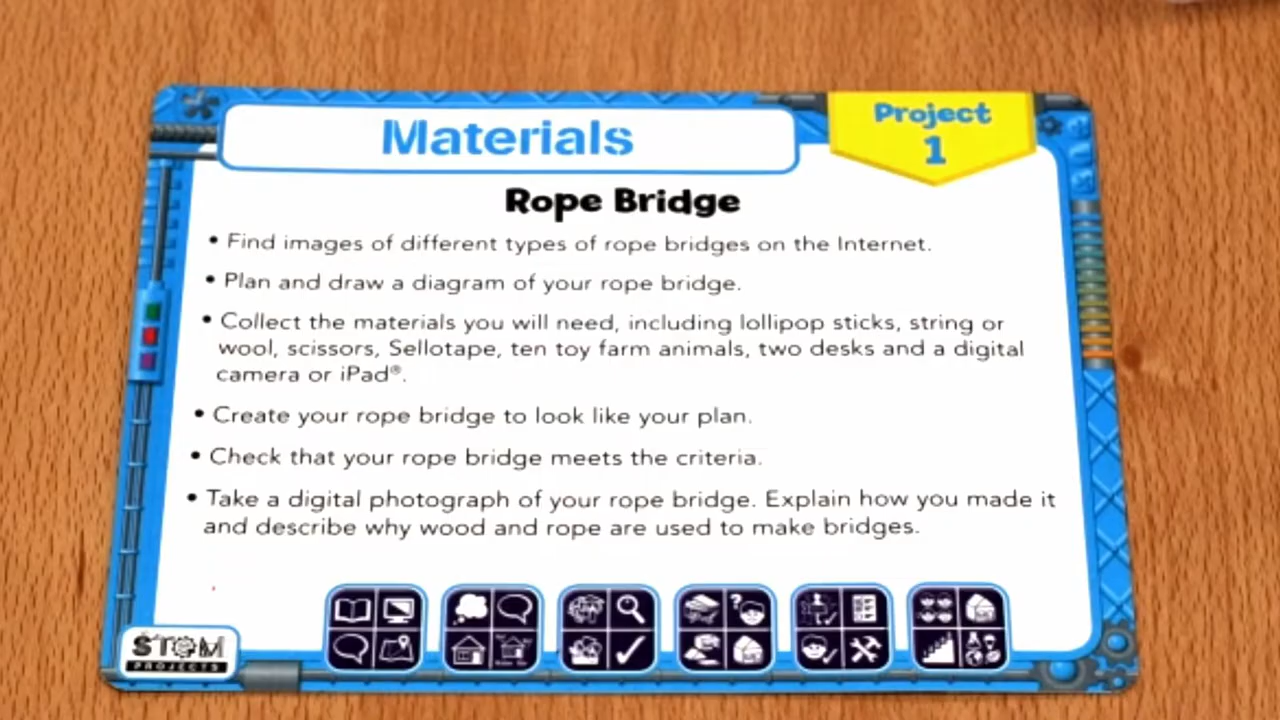 Materials
Project
1
Rope Bridge
• Find images of different types of rope bridges on the Internet.
• Plan and draw a diagram of your rope bridge.
• Collect the materials you will need, including lollipop sticks, string or
wool, scissors, Sellotape, ten toy farm animals, two desks and a digital
camera or iPad®.
• Create your rope bridge to look like your plan.
• Check that your rope bridge meets the criteria.
• Take a digital photograph of your rope bridge. Explain how you made it
and describe why wood and rope are used to make bridges.
STEM
PROJECTS